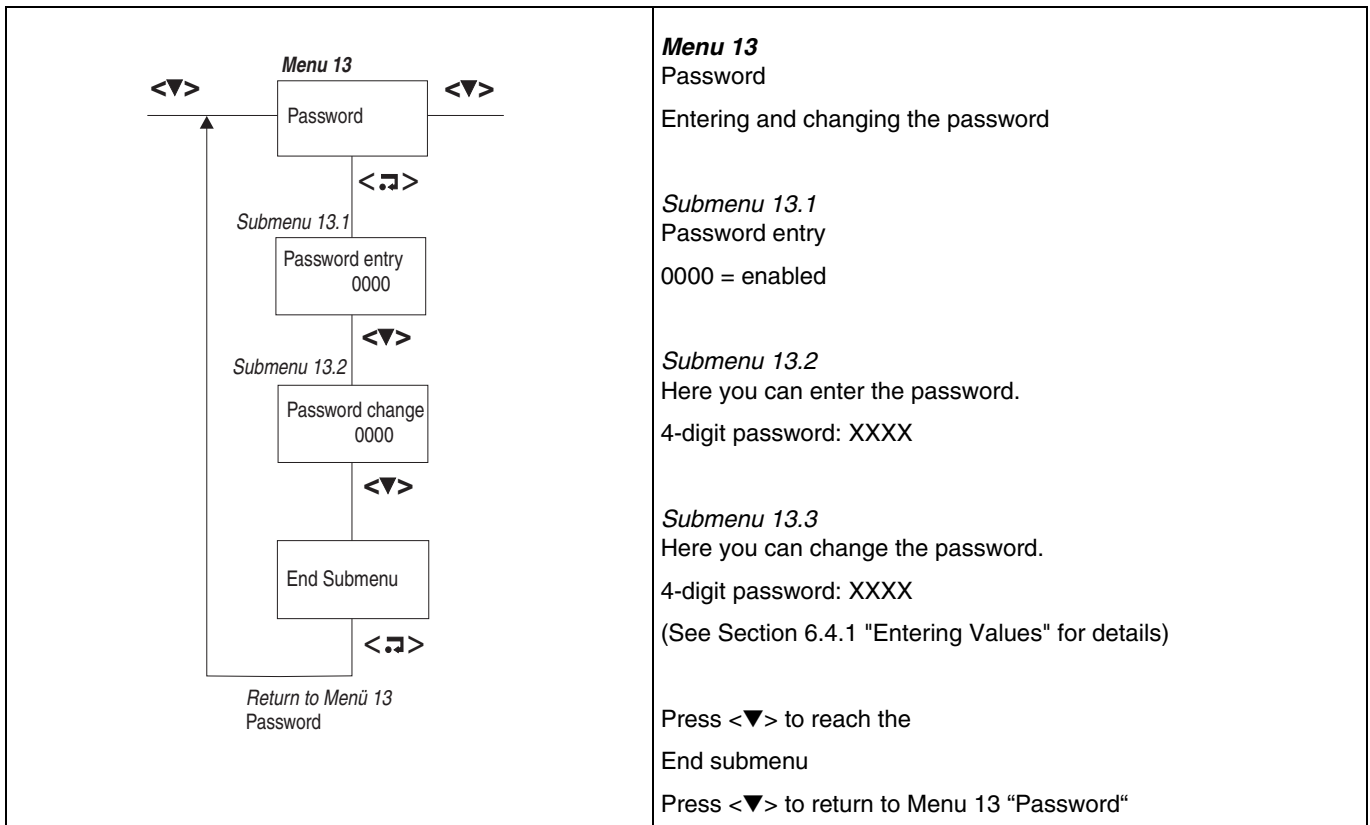 Menu 13
<▼>
<▼>
Password
< >
Submenu 13.1
Password entry
0000
<▼>
Submenu 13.2
Password change
0000
<▼>
End Submenu
< >
Return to Menü 13
Password
Menu 13
Password
Entering and changing the password
Submenu 13.1
Password entry
0000 = enabled
Submenu 13.2
Here you can enter the password.
4-digit password: XXXX
Submenu 13.3
Here you can change the password.
4-digit password: XXXX
(See Section 6.4.1 "Entering Values" for details)
Press <▼> to reach the
End submenu
Press <▼> to return to Menu 13 “Password“